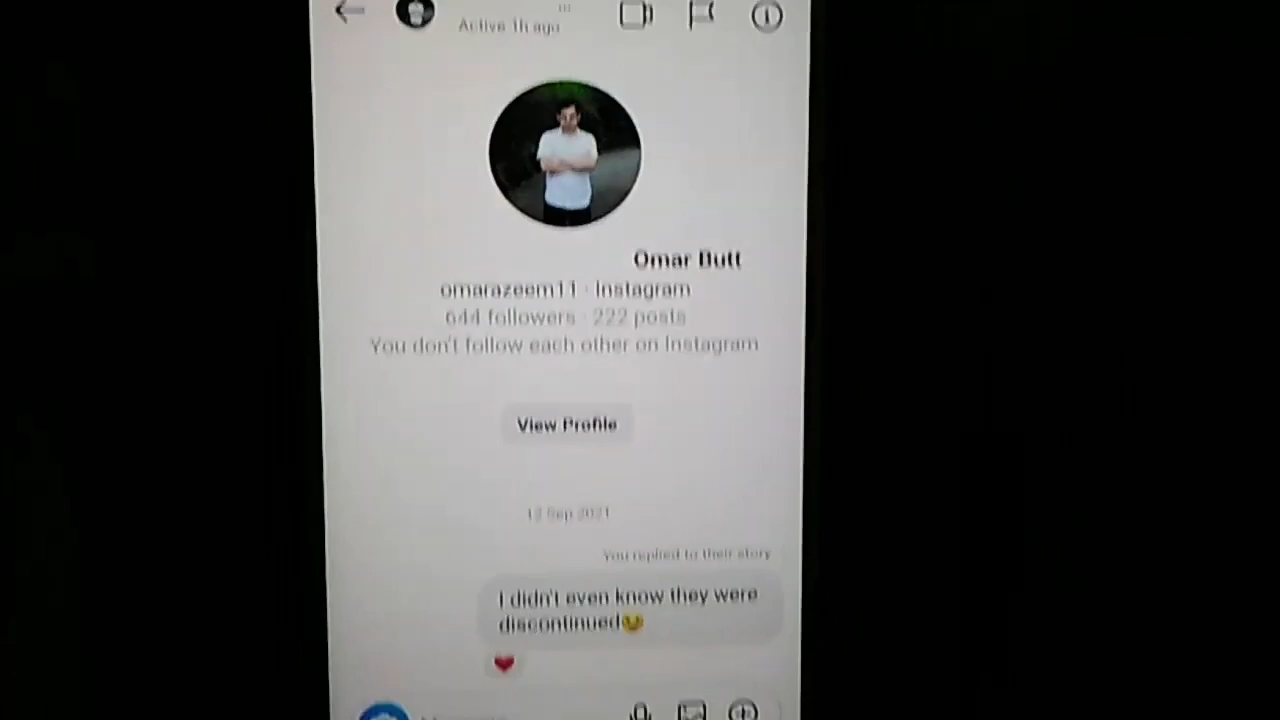 Active 1h ago
Omar Butt
omarazeem11 · Instagram
644 followers · 222 posts
You don't follow each other on Instagram
View Profile
12 Sep 2021
You replied to their story
I didn't even know they were
discontinued😅